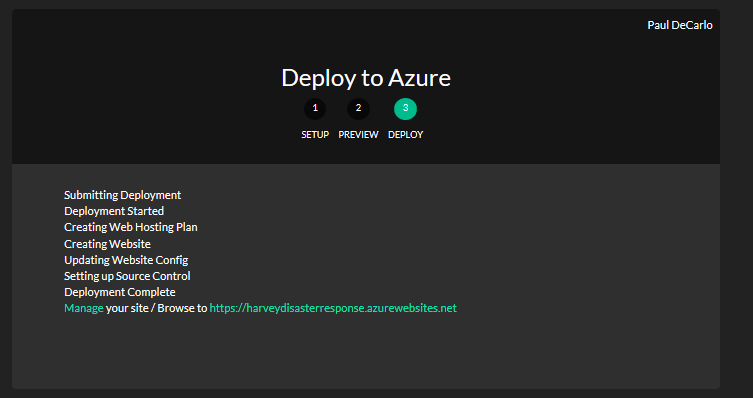 Paul DeCarlo
Deploy to Azure
1 2 3
SETUP PREVIEW DEPLOY
Submitting Deployment
Deployment Started
Creating Web Hosting Plan
Creating Website
Updating Website Config
Setting up Source Control
Deployment Complete
Manage your site / Browse to https://harveydisasterresponse.azurewebsites.net